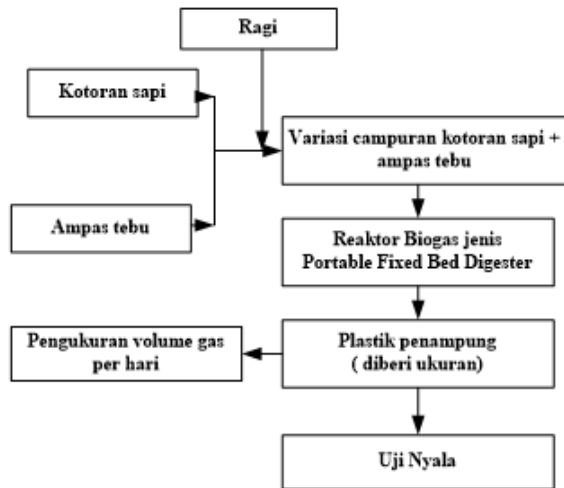 Ragi
Kotoran sapi
Variasi campuran kotoran sapi +
ampas tebu
Ampas tebu
Reaktor Biogas jenis
Portable Fixed Bed Digester
Pengukuran volume gas
per hari
Plastik penampung
( diberi ukuran)
Uji Nyala